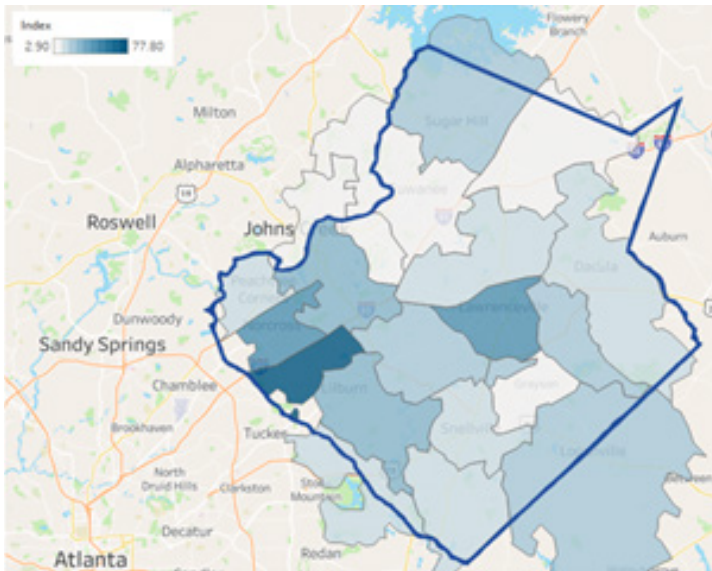 Index
2.90 77.80
Flowery
Branch
Milton
Sugar Hill
Alpharetta
19
Suwanee
Roswell
Johns Creek
Auburn
Dacula
Peachtree
Corners
Dunwoody
Norcross
Lawrenceville
Sandy Springs
Chamblee
Lilburn
Grayson
Brookhaven
Tucker
Snellville
Loganville
North
Druid Hills
Clarkston
Stone
Mountain
Between
Decatur
Redan
Atlanta